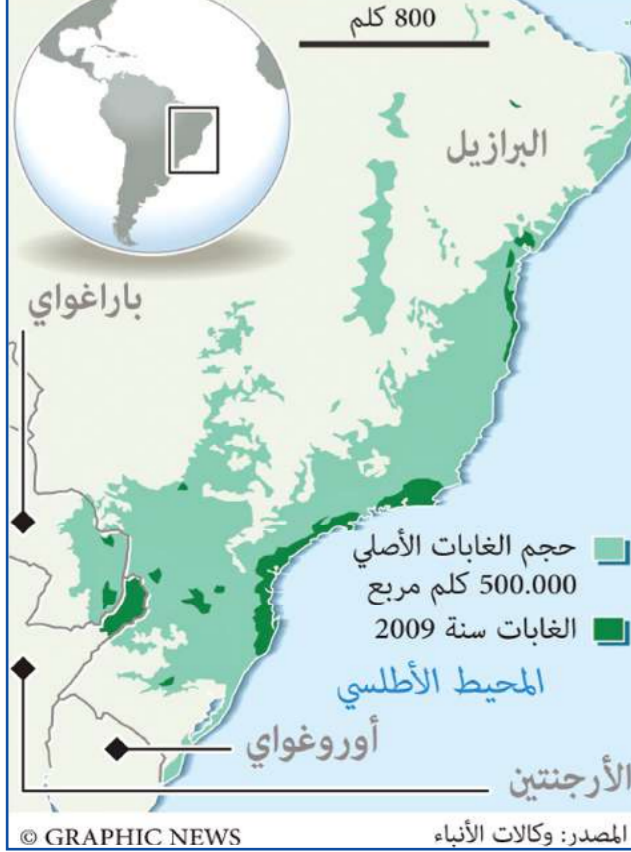 800 كلم
البرازيل
باراغواي
حجم الغابات الأصلي
500.000 كلم مربع
الغابات سنة 2009
المحيط الأطلسي
أوروغواي
الأرجنتين
المصدر: وكالات الأنباء
© GRAPHIC NEWS